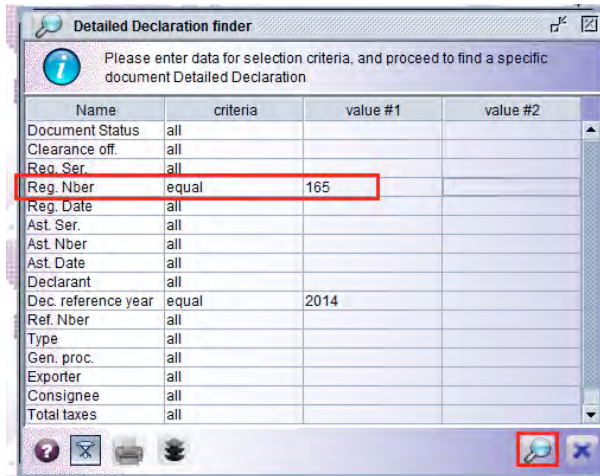 Detailed Declaration finder
Please enter data for selection criteria, and proceed to find a specific
document Detailed Declaration
Name criteria value #1 value #2
Document Status all
Clearance off. all
Reg. Ser. all
Reg. Nber equal 165
Reg. Date all
Ast. Ser. all
Ast. Nber all
Ast. Date all
Declarant all
Dec. reference year equal 2014
Ref. Nber all
Type all
Gen. proc. all
Exporter all
Consignee all
Total taxes all